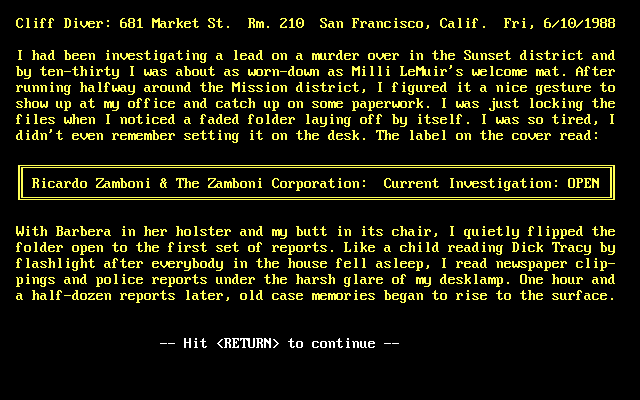 Cliff Diver: 681 Market St.  Rm. 210  San Francisco, Calif.  Fri, 6/10/1988
I had been investigating a lead on a murder over in the Sunset district and
by ten-thirty I was about as worn-down as Milli LeMuir's welcome mat. After
running halfway around the Mission district, I figured it a nice gesture to
show up at my office and catch up on some paperwork. I was just locking the
files when I noticed a faded folder laying off by itself. I was so tired, I
didn't even remember setting it on the desk. The label on the cover read:
Ricardo Zamboni & The Zamboni Corporation:  Current Investigation: OPEN
With Barbera in her holster and my butt in its chair, I quietly flipped the
folder open to the first set of reports. Like a child reading Dick Tracy by
flashlight after everybody in the house fell asleep, I read newspaper clip-
pings and police reports under the harsh glare of my desklamp. One hour and
a half-dozen reports later, old case memories began to rise to the surface.
-- Hit <RETURN> to continue --